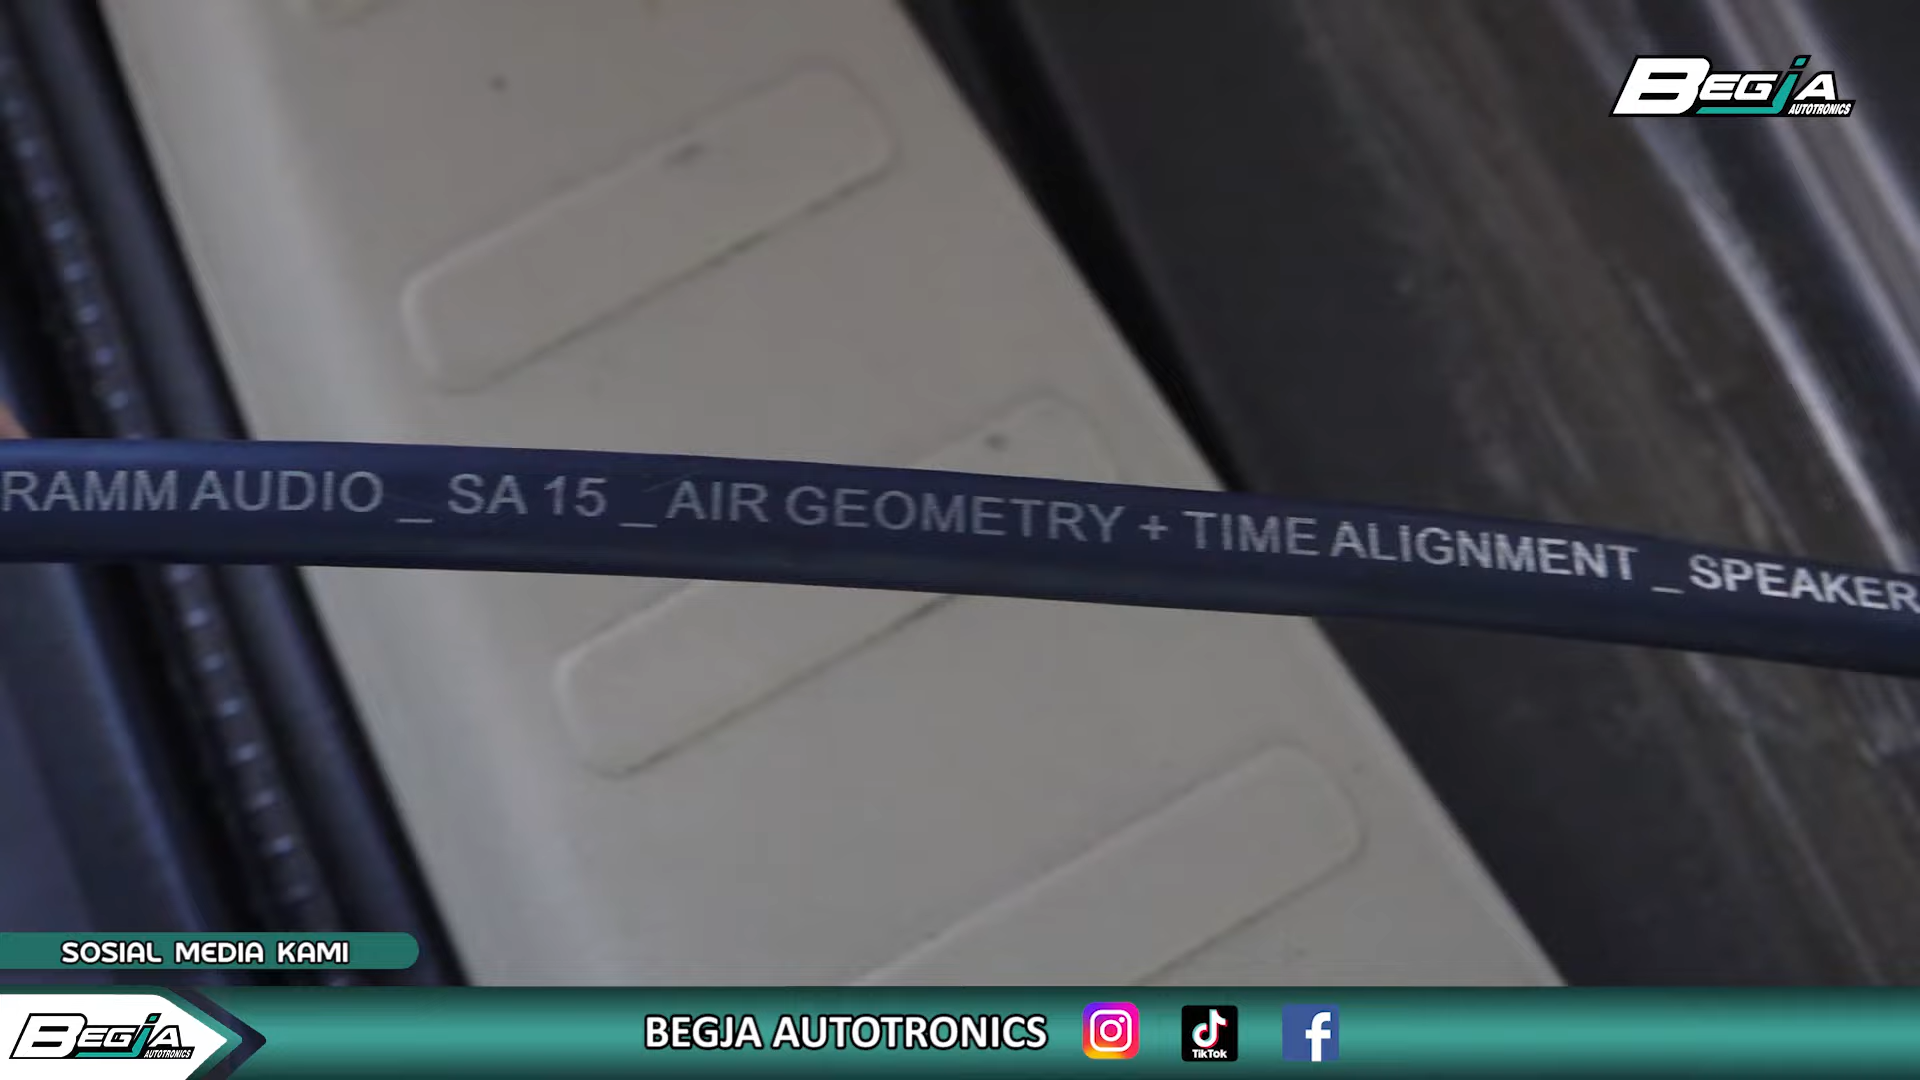 BEGJA
AUTOTRONICS
RAMM AUDIO _ SA 15 _ AIR GEOMETRY + TIME ALIGNMENT _ SPEAKER
SOSIAL MEDIA KAMI
BEGJA
AUTOTRONICS
BEGJA AUTOTRONICS
TikTok